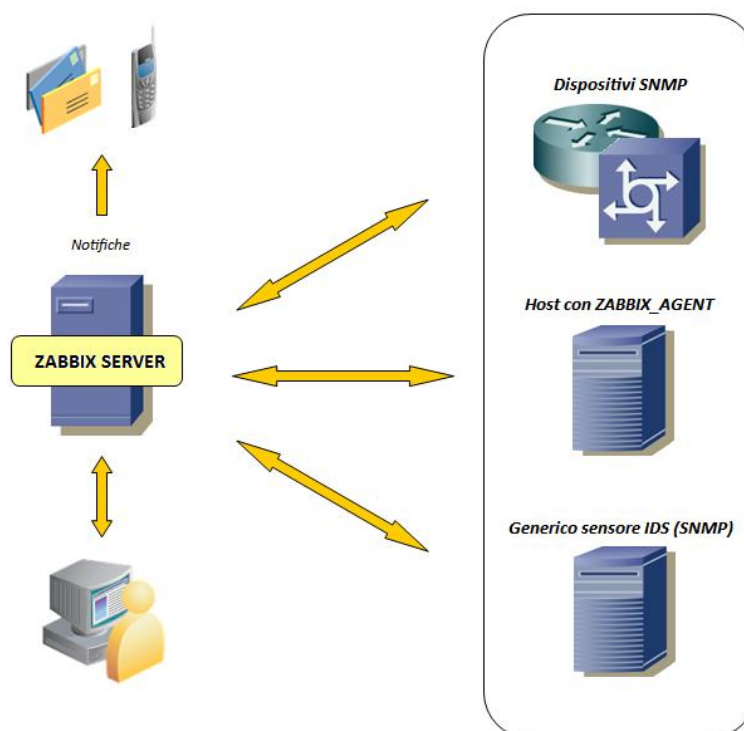 Dispositivi SNMP
Notifiche
ZABBIX SERVER
Host con ZABBIX_AGENT
Generico sensore IDS (SNMP)